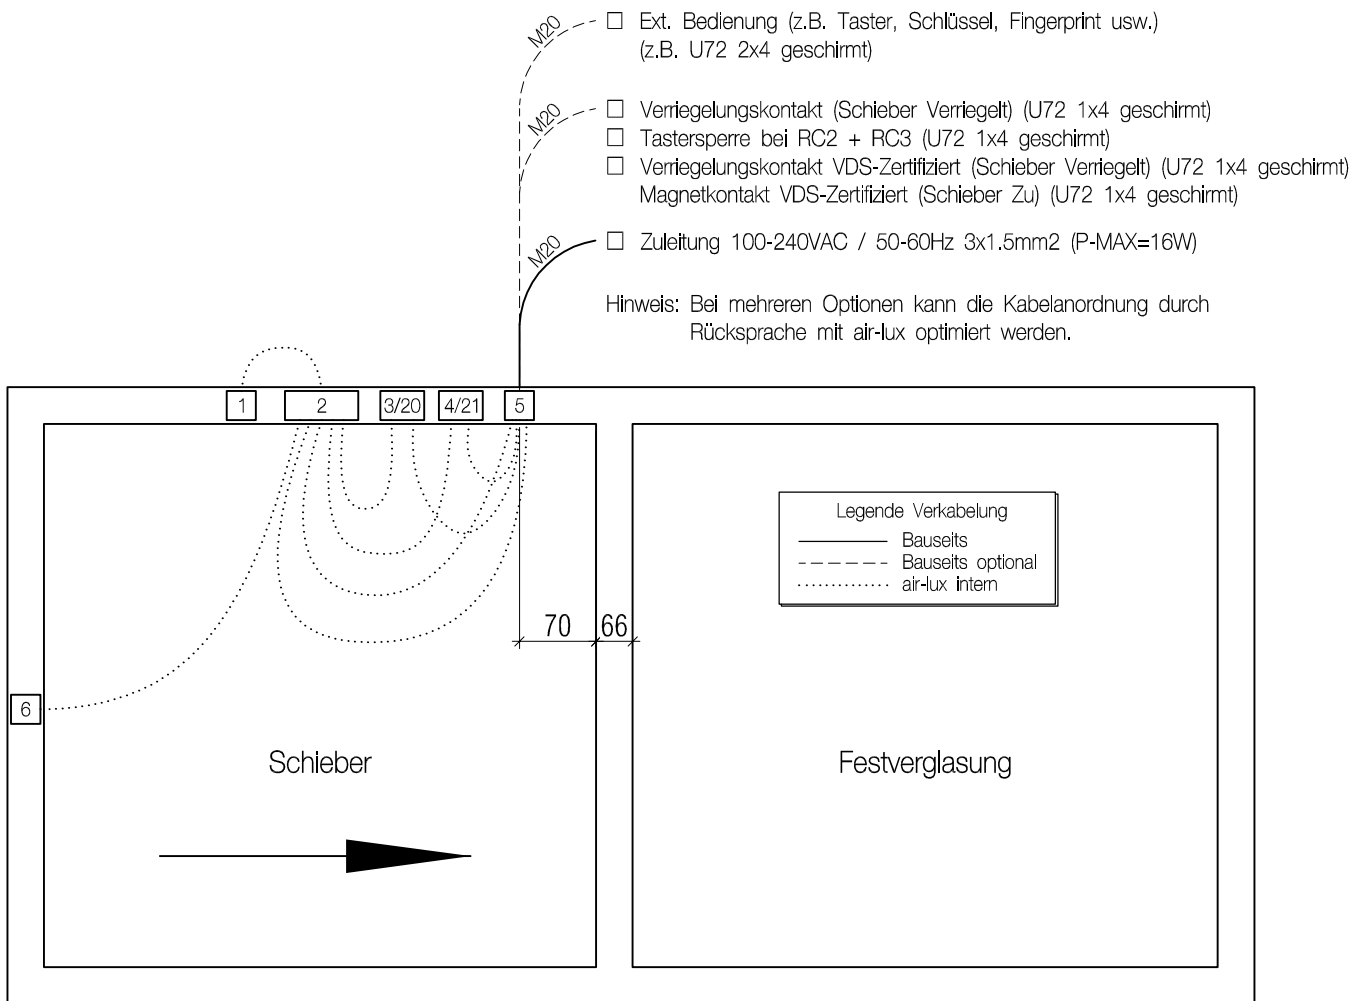 M20
☐ Ext. Bedienung (z.B. Taster, Schlüssel, Fingerprint usw.)
(z.B. U72 2x4 geschirmt)
M20
☐ Verriegelungskontakt (Schieber Verriegelt) (U72 1x4 geschirmt)
☐ Tastersperre bei RC2 + RC3 (U72 1x4 geschirmt)
☐ Verriegelungskontakt VDS-Zertifiziert (Schieber Verriegelt) (U72 1x4 geschirmt)
Magnetkontakt VDS-Zertifiziert (Schieber Zu) (U72 1x4 geschirmt)
M20
☐ Zuleitung 100-240VAC / 50-60Hz 3x1.5mm2 (P-MAX=16W)
Hinweis: Bei mehreren Optionen kann die Kabelanordnung durch
Rücksprache mit air-lux optimiert werden.
1 2 3/20 4/21 5
Legende Verkabelung
Bauseits
Bauseits optional
air-lux intern
70 66
6
Schieber
Festverglasung